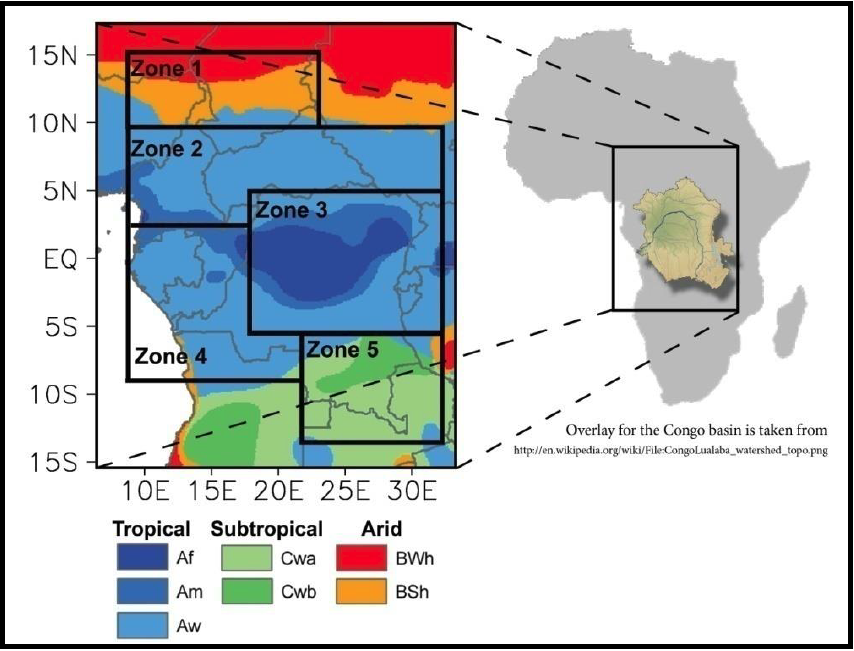 15N
10N
5N
EQ
5S
10S
15S
Zone 1
Zone 2
Zone 3
Zone 4
Zone 5
10E 15E 20E 25E 30E
Overlay for the Congo basin is taken from
http://en.wikipedia.org/wiki/File:CongoLualaba_watershed_topo.png
Tropical Subtropical Arid
Af Cwa BWh
Am Cwb BSh
Aw